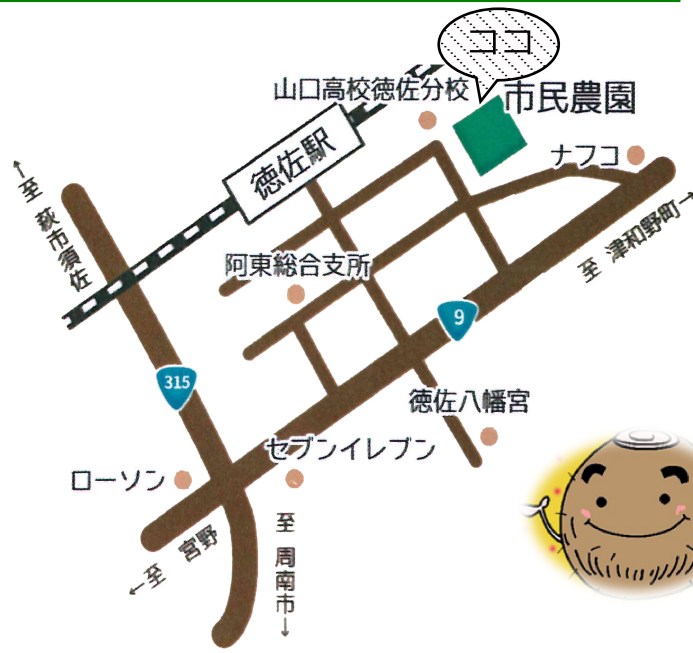 ココ
山口高校徳佐分校
市民農園
徳佐駅
ナフコ
←至 萩市須佐
阿東総合支所
至 津和野町→
9
315
徳佐八幡宮
セブンイレブン
ローソン
←至 宮野
至 周南市→